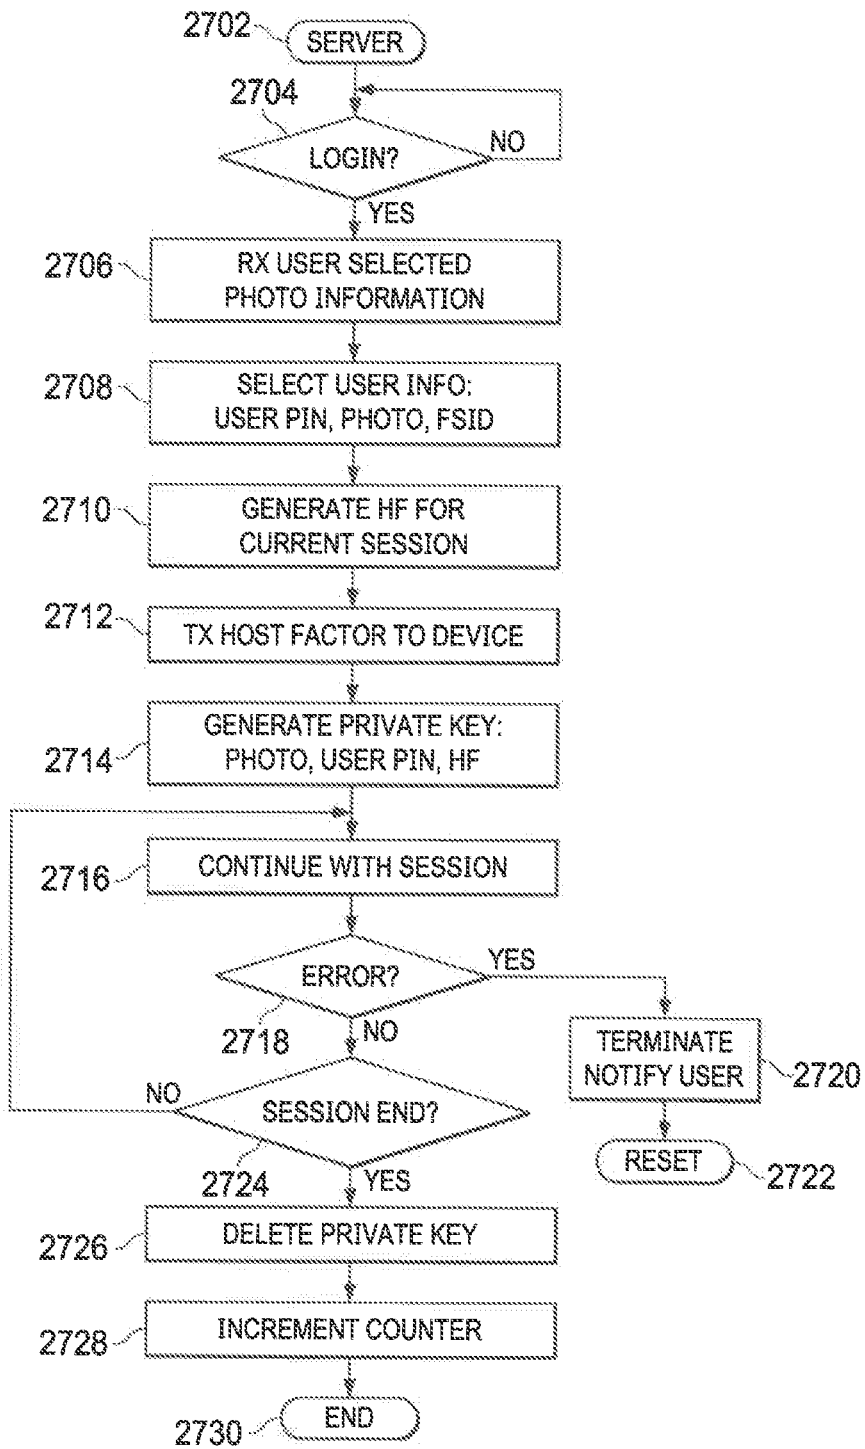 2702
SERVER
2704
LOGIN?
NO
YES
2706
RX USER SELECTED
PHOTO INFORMATION
2708
SELECT USER INFO:
USER PIN, PHOTO, FSID
2710
GENERATE HF FOR
CURRENT SESSION
2712
TX HOST FACTOR TO DEVICE
2714
GENERATE PRIVATE KEY:
PHOTO, USER PIN, HF
2716
CONTINUE WITH SESSION
ERROR?
YES
2718
NO
TERMINATE
NOTIFY USER
2720
NO
SESSION END?
2724
YES
RESET
2722
2726
DELETE PRIVATE KEY
2728
INCREMENT COUNTER
2730
END